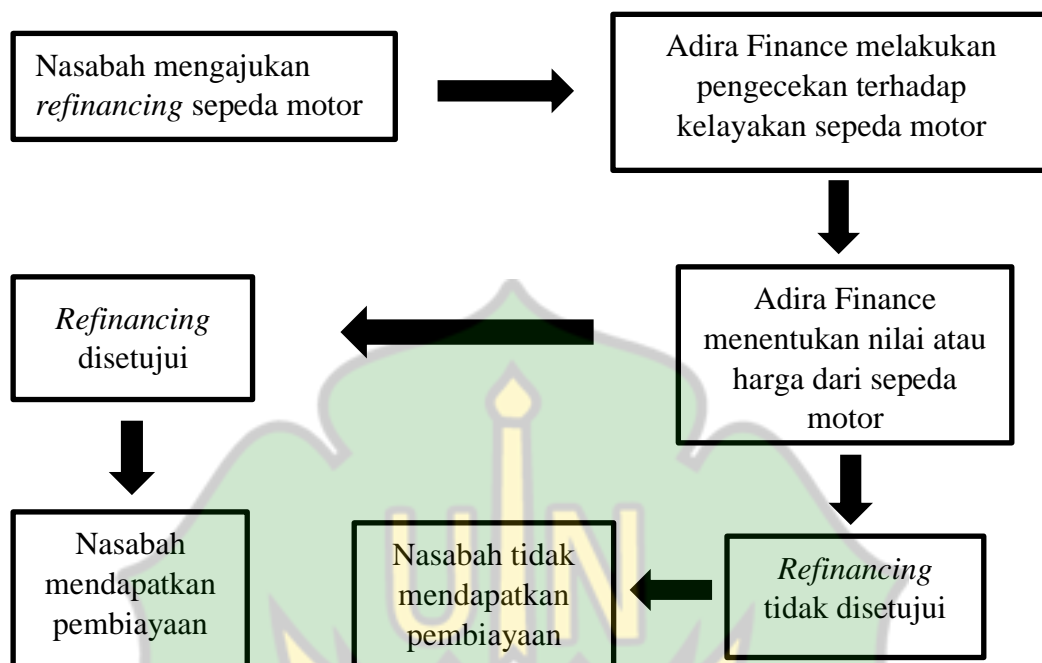 Nasabah mengajukan
refinancing sepeda motor
Adira Finance melakukan
pengecekan terhadap
kelayakan sepeda motor
Adira Finance
menentukan nilai atau
harga dari sepeda
motor
Refinancing
disetujui
Nasabah
mendapatkan
pembiayaan
Refinancing
tidak disetujui
Nasabah tidak
mendapatkan
pembiayaan
UIN